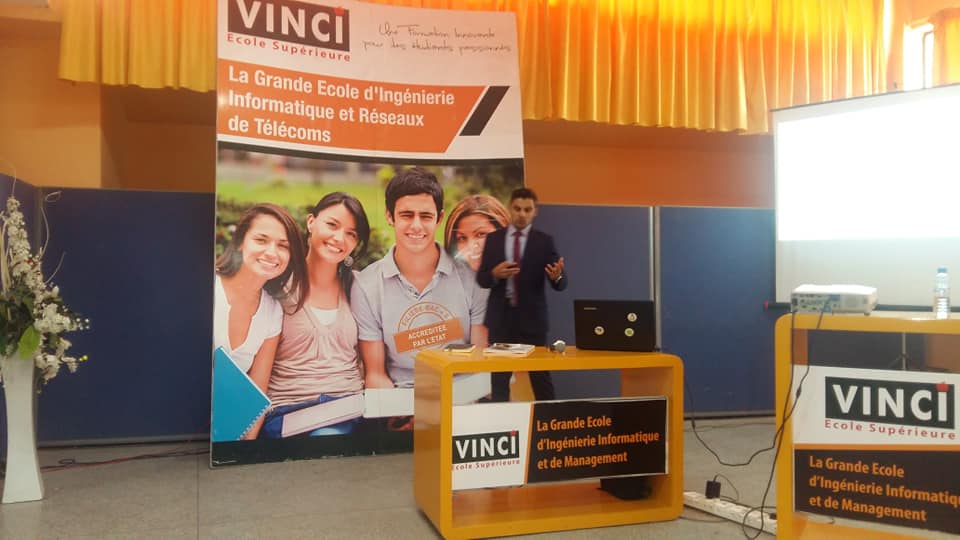 VINCI
Ecole Supérieure
Une Formation Innovante
pour des étudiants passionnés
La Grande Ecole d'Ingénierie
Informatique et Réseaux
de Télécoms
ACCREDITEE
PAR L'ETAT
VINCI
Ecole Supérieure
La Grande Ecole
d'Ingénierie Informatique
et de Management
VINCI
Ecole Supérieure
La Grande Ecole
d'Ingénierie Informatiqu
et de Management